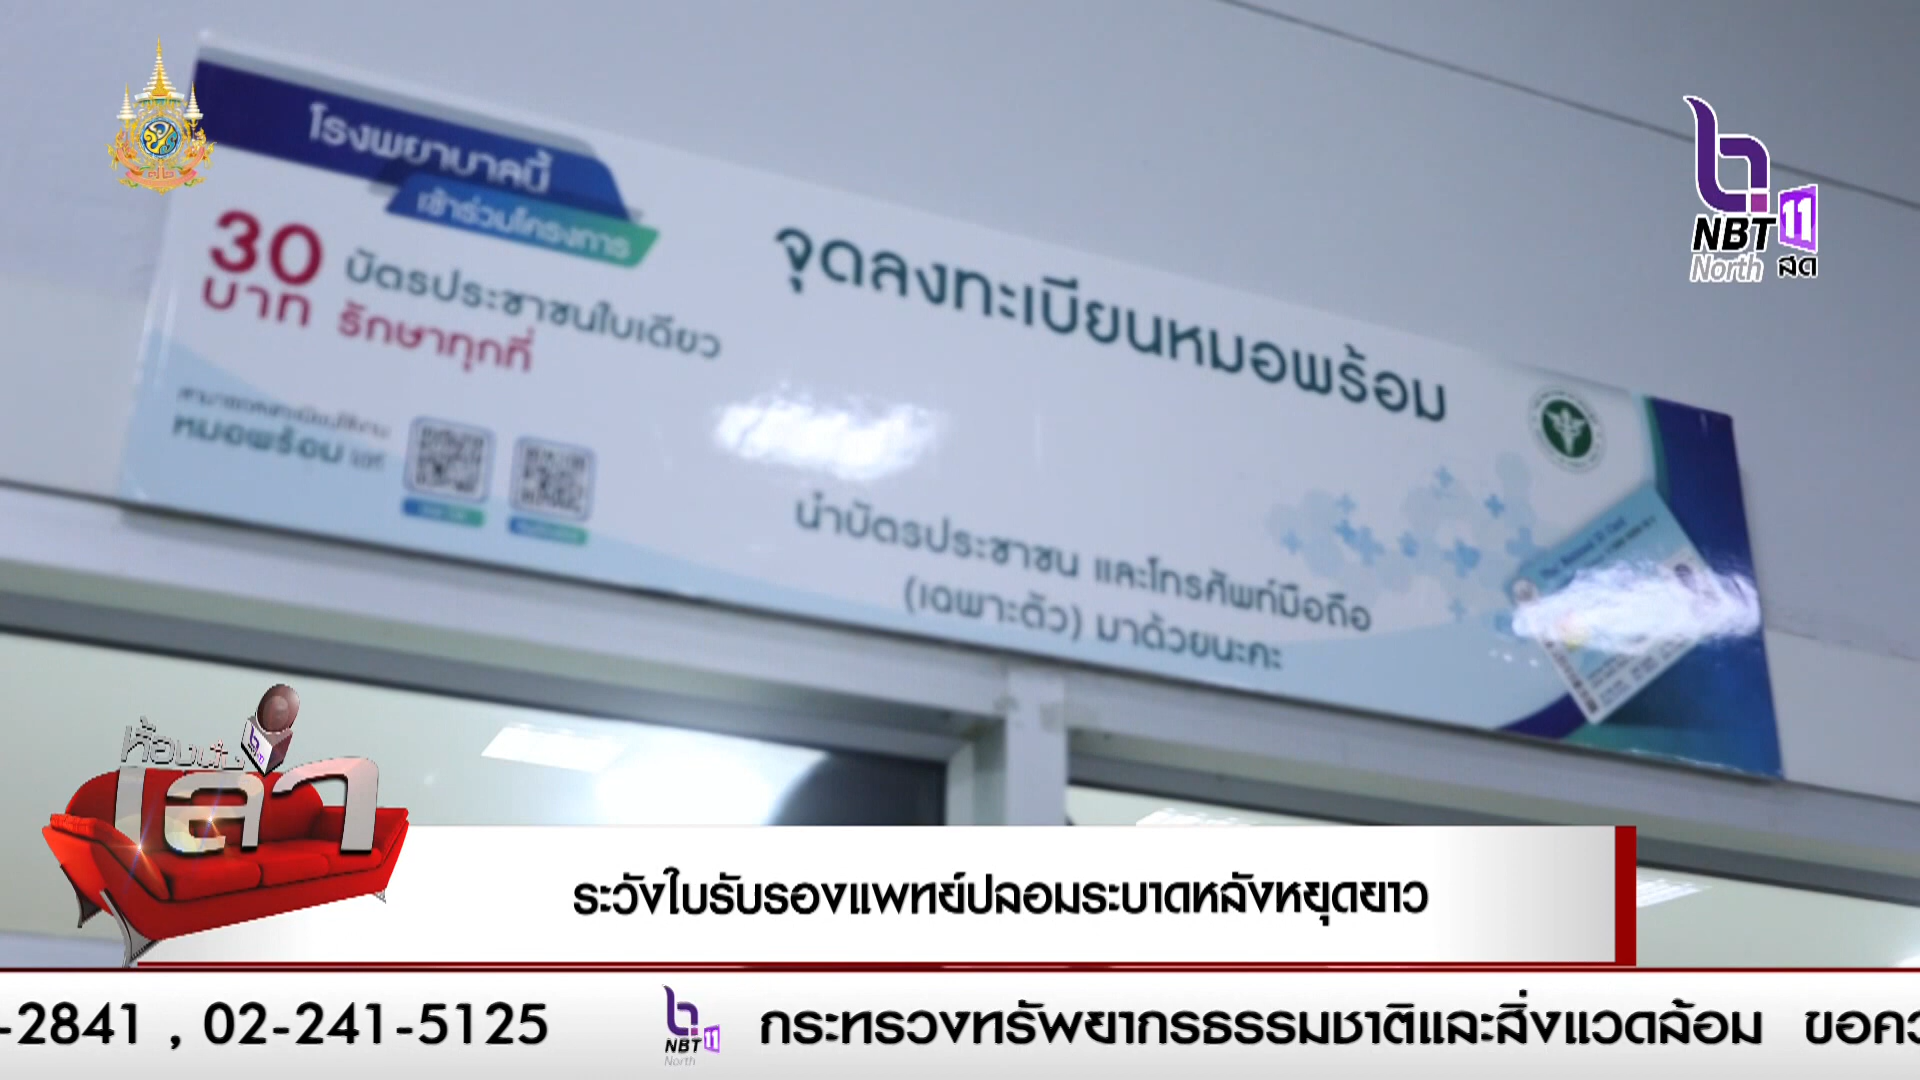 โรงพยาบาลนี้
เข้าร่วมโครงการ
30
บาท
บัตรประชาชนใบเดียว
รักษาทุกที่
หมอพร้อม ได้ที่
จุดลงทะเบียนหมอพร้อม
นำบัตรประชาชน และโทรศัพท์มือถือ
(เฉพาะตัว) มาด้วยนะคะ
NBT 11
North สด
ห้องนั่ง
เล่า
ระวังใบรับรองแพทย์ปลอมระบาดหลังหยุดยาว
-2841 , 02-241-5125 NBT 11 North กระทรวงทรัพยากรธรรมชาติและสิ่งแวดล้อม ขอคว